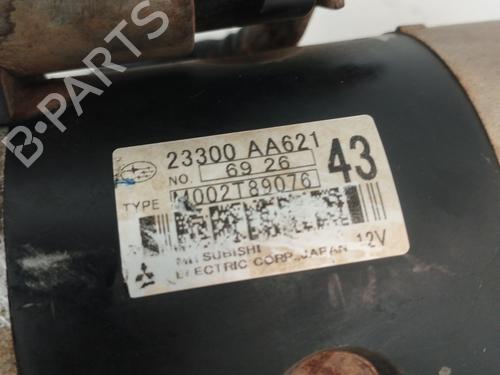 23300 AA621
NO. 69 26
43
TYPE M002T89076
MITSUBISHI
ELECTRIC CORP. JAPAN 12V
B-PARTS